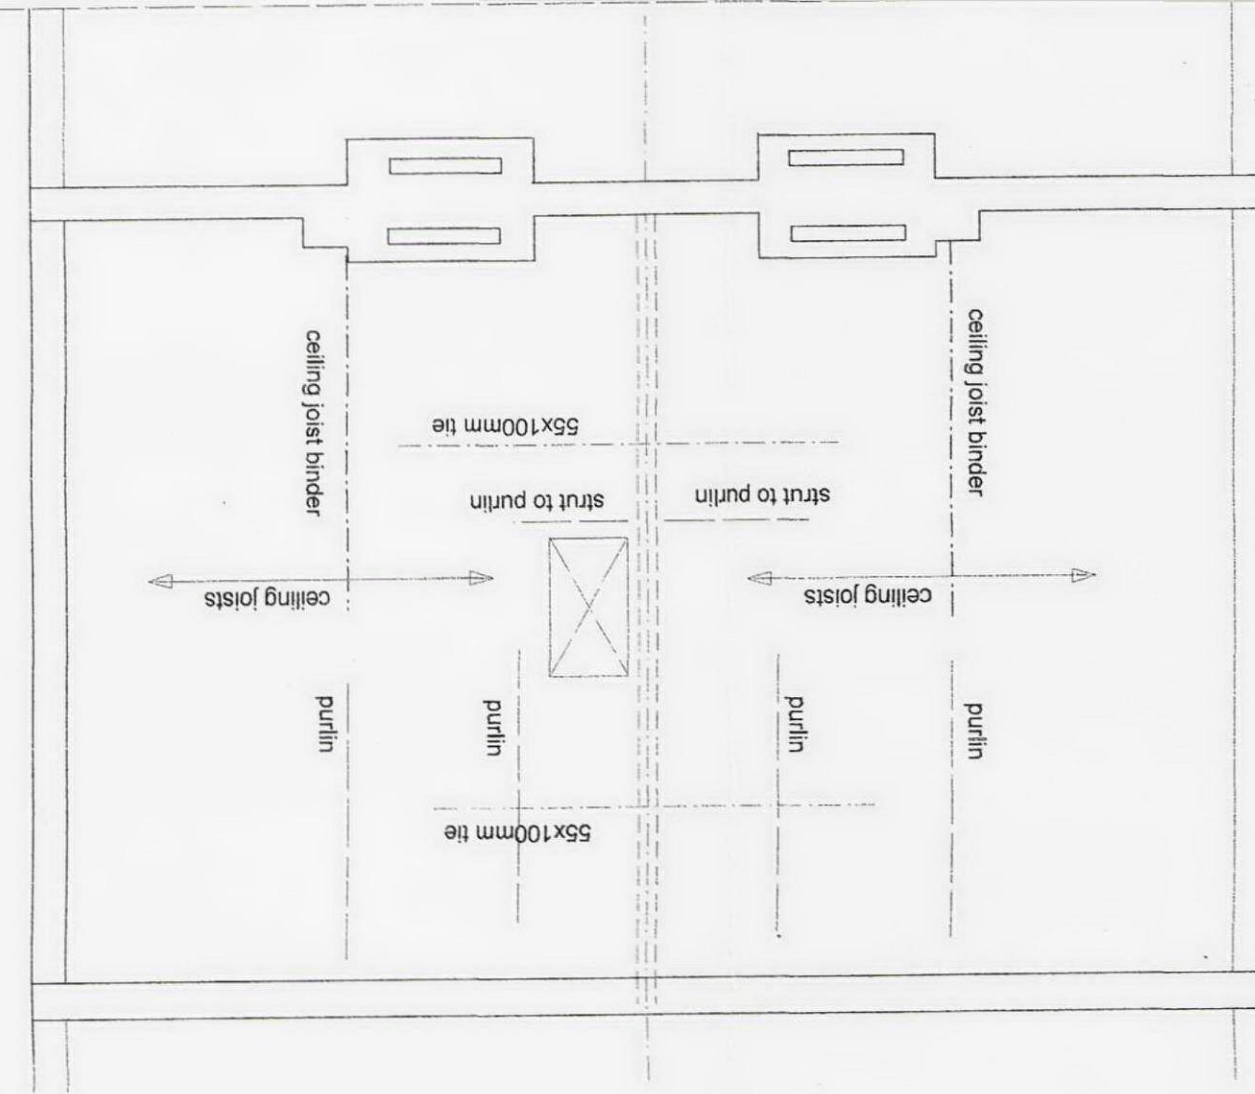 55x100mm tie
purlin
purlin
purlin
purlin
ceiling joists
ceiling joists
strut to purlin
strut to purlin
55x100mm tie
ceiling joist binder
ceiling joist binder